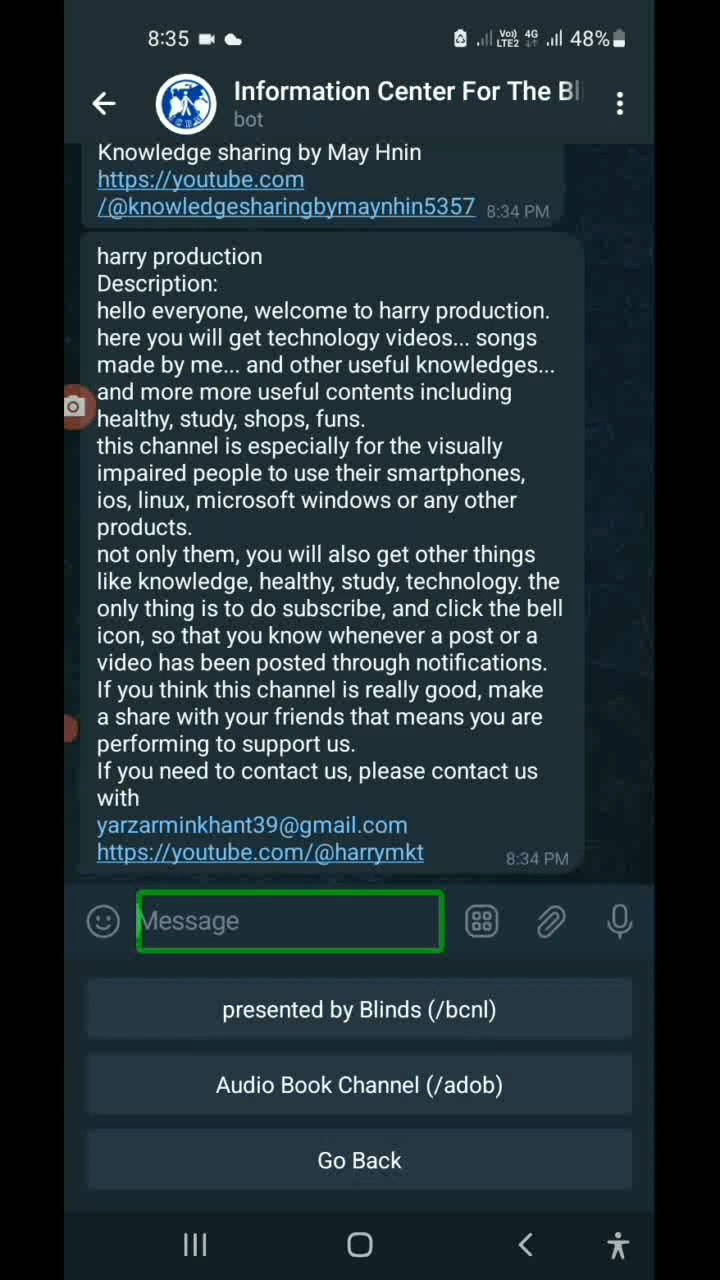 8:35
Vo))
LTE2
4G
48%
Information Center For The Bl
bot
Knowledge sharing by May Hnin
https://youtube.com
/@knowledgesharingbymaynhin5357
8:34 PM
harry production
Description:
hello everyone, welcome to harry production.
here you will get technology videos... songs
made by me... and other useful knowledges...
and more more useful contents including
healthy, study, shops, funs.
this channel is especially for the visually
impaired people to use their smartphones,
ios, linux, microsoft windows or any other
products.
not only them, you will also get other things
like knowledge, healthy, study, technology. the
only thing is to do subscribe, and click the bell
icon, so that you know whenever a post or a
video has been posted through notifications.
If you think this channel is really good, make
a share with your friends that means you are
performing to support us.
If you need to contact us, please contact us
with
yarzarminkhant39@gmail.com
https://youtube.com/@harrymkt
8:34 PM
Message
presented by Blinds (/bcnl)
Audio Book Channel (/adob)
Go Back